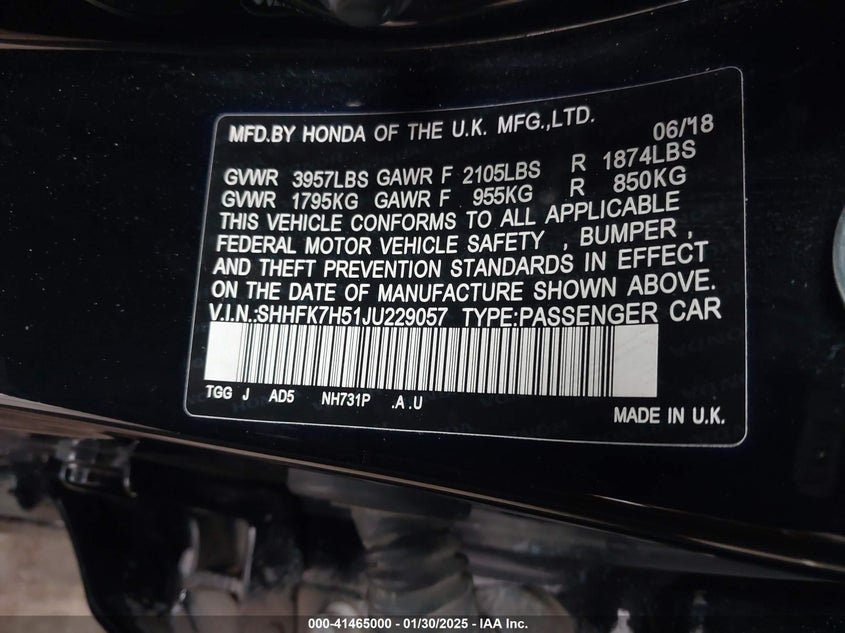 MFD.BY HONDA OF THE U.K. MFG.,LTD. 06/'18
GVWR 3957LBS GAWR F 2105LBS R 1874LBS
GVWR 1795KG GAWR F 955KG R 850KG
THIS VEHICLE CONFORMS TO ALL APPLICABLE
FEDERAL MOTOR VEHICLE SAFETY , BUMPER ,
AND THEFT PREVENTION STANDARDS IN EFFECT
ON THE DATE OF MANUFACTURE SHOWN ABOVE.
V.I.N.:SHHFK7H51JU229057 TYPE:PASSENGER CAR
TGG J AD5 NH731P .A .U
MADE IN U.K.
000-41465000 — 01/30/2025 — IAA Inc.